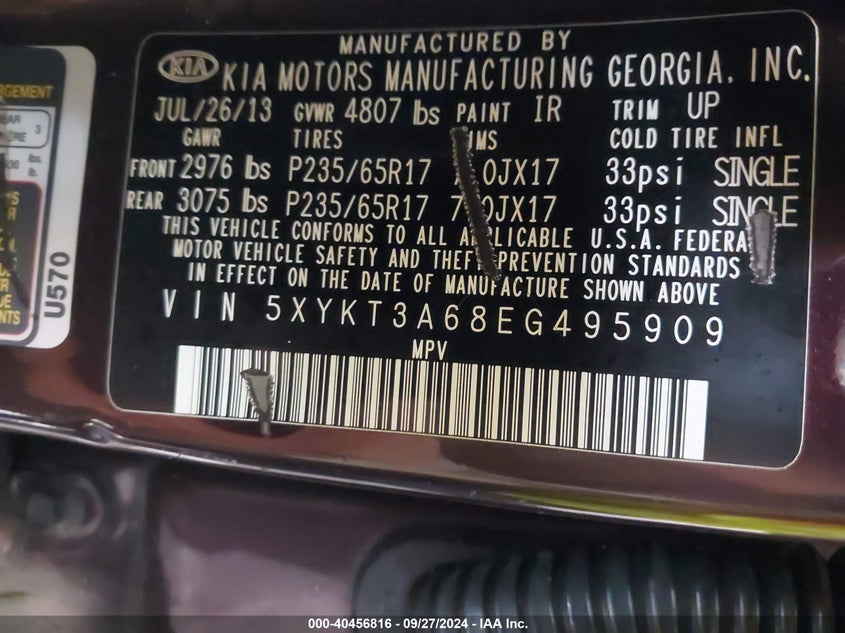 MANUFACTURED BY
KIA KIA MOTORS MANUFACTURING GEORGIA, INC.
JUL/26/13 GVWR 4807 lbs PAINT IR TRIM UP
GAWR TIRES COLD TIRE INFL
FRONT 2976 lbs P235/65R17 0JX17 33psi SINGLE
REAR 3075 lbs P235/65R17 7 0JX17 33psi SINGLE
THIS VEHICLE CONFORMS TO ALL U.S.A.
MOTOR VEHICLE SAFETY AND THEFT PREVENTION STANDARDS
IN EFFECT ON THE DATE OF MANUFACTURE SHOWN ABOVE
VIN 5XYKT3A68EG495909
MPV
U570
000-40456816 - 09/27/2024 - IAA Inc.